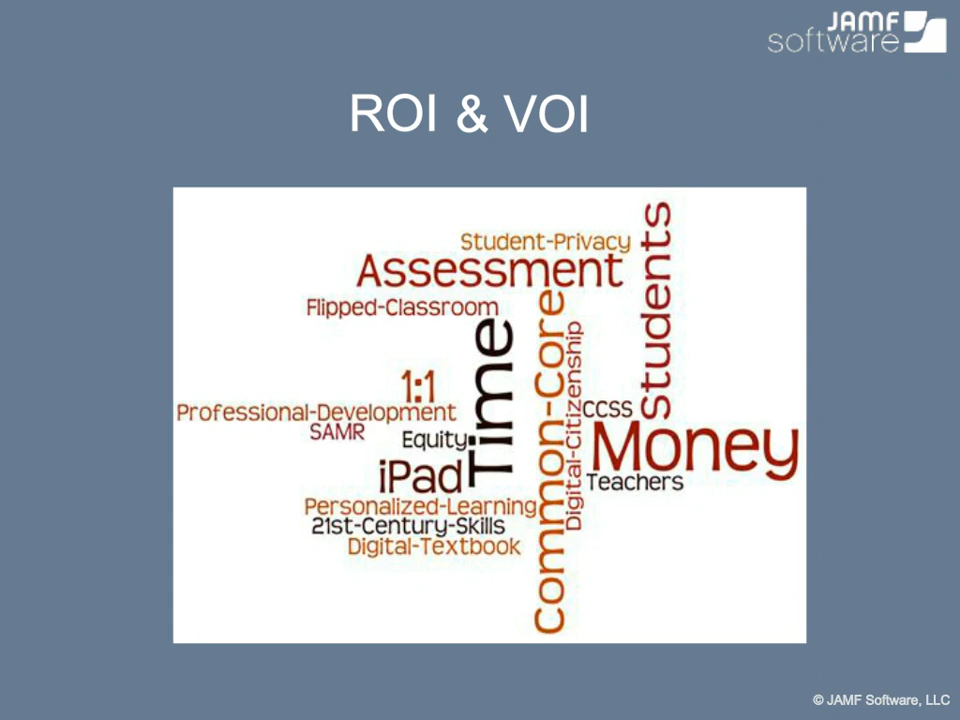 JAMF
software
ROI & VOI
Student-Privacy
Assessment
Students
Flipped-Classroom
Time
Common-Core
Digital-Citizenship
1:1
Professional-Development
CCSS
SAMR
Equity
Money
iPad
Teachers
Personalized-Learning
21st-Century-Skills
Digital-Textbook
© JAMF Software, LLC